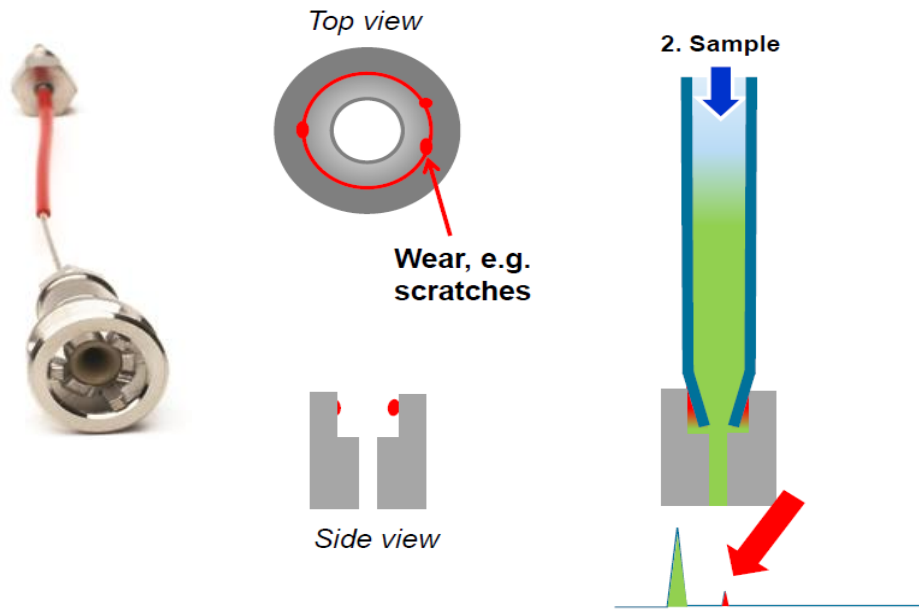 Top view
2. Sample
Wear, e.g.
scratches
Side view